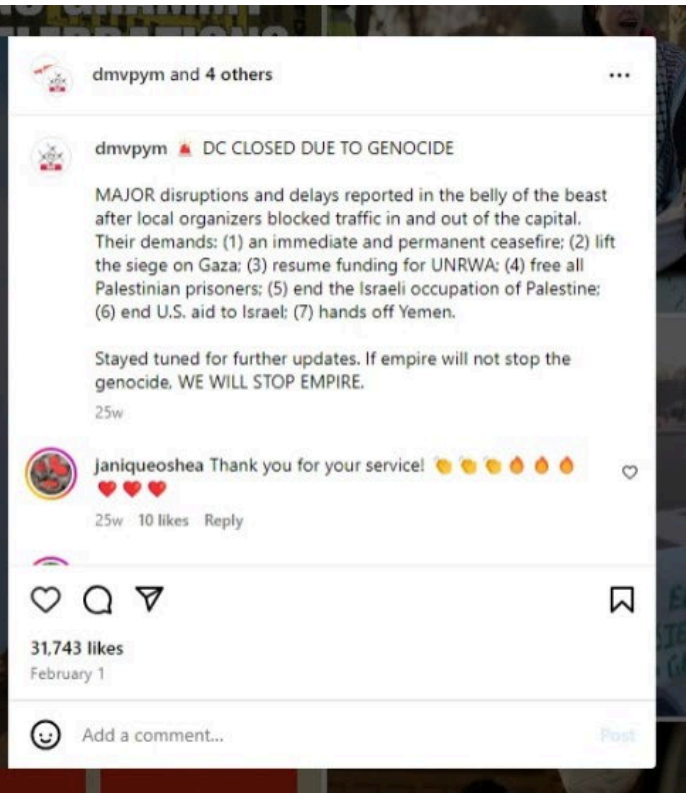 dmvpym and 4 others
dmvpym 🚨 DC CLOSED DUE TO GENOCIDE
MAJOR disruptions and delays reported in the belly of the beast
after local organizers blocked traffic in and out of the capital.
Their demands: (1) an immediate and permanent ceasefire; (2) lift
the siege on Gaza; (3) resume funding for UNRWA; (4) free all
Palestinian prisoners; (5) end the Israeli occupation of Palestine;
(6) end U.S. aid to Israel; (7) hands off Yemen.
Stayed tuned for further updates. If empire will not stop the
genocide, WE WILL STOP EMPIRE.
25w
janiqueoshea Thank you for your service! 👏👏👏🔥🔥🔥
❤️❤️❤️
25w 10 likes Reply
31,743 likes
February 1
Add a comment...
Post